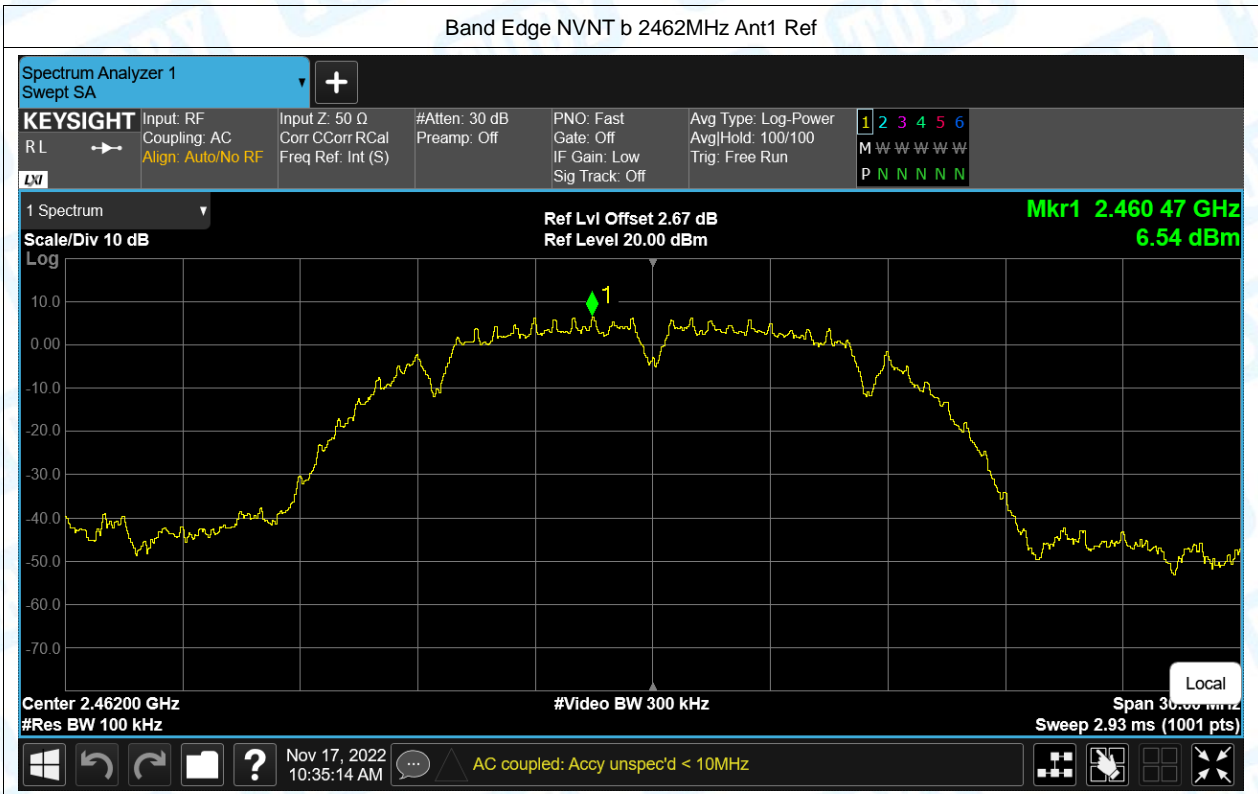 Band Edge NVNT b 2462MHz Ant1 Ref
Spectrum Analyzer 1
Swept SA
KEYSIGHT
R L
LXI
Input: RF
Coupling: AC
Align: Auto/No RF
Input Z: 50 Ω
Corr CCorr RCal
Freq Ref: Int (S)
#Atten: 30 dB
Preamp: Off
PNO: Fast
Gate: Off
IF Gain: Low
Sig Track: Off
Avg Type: Log-Power
Avg|Hold: 100/100
Trig: Free Run
1 2 3 4 5 6
M W W W W W W
P N N N N N N
1 Spectrum
Scale/Div 10 dB
Ref Lvl Offset 2.67 dB
Ref Level 20.00 dBm
Mkr1 2.460 47 GHz
6.54 dBm
Log
1
10.0
0.00
-10.0
-20.0
-30.0
-40.0
-50.0
-60.0
-70.0
Local
Center 2.46200 GHz
#Video BW 300 kHz
Span 30.00 MHz
#Res BW 100 kHz
Sweep 2.93 ms (1001 pts)
?
Nov 17, 2022
10:35:14 AM
AC coupled: Accy unspec'd < 10MHz